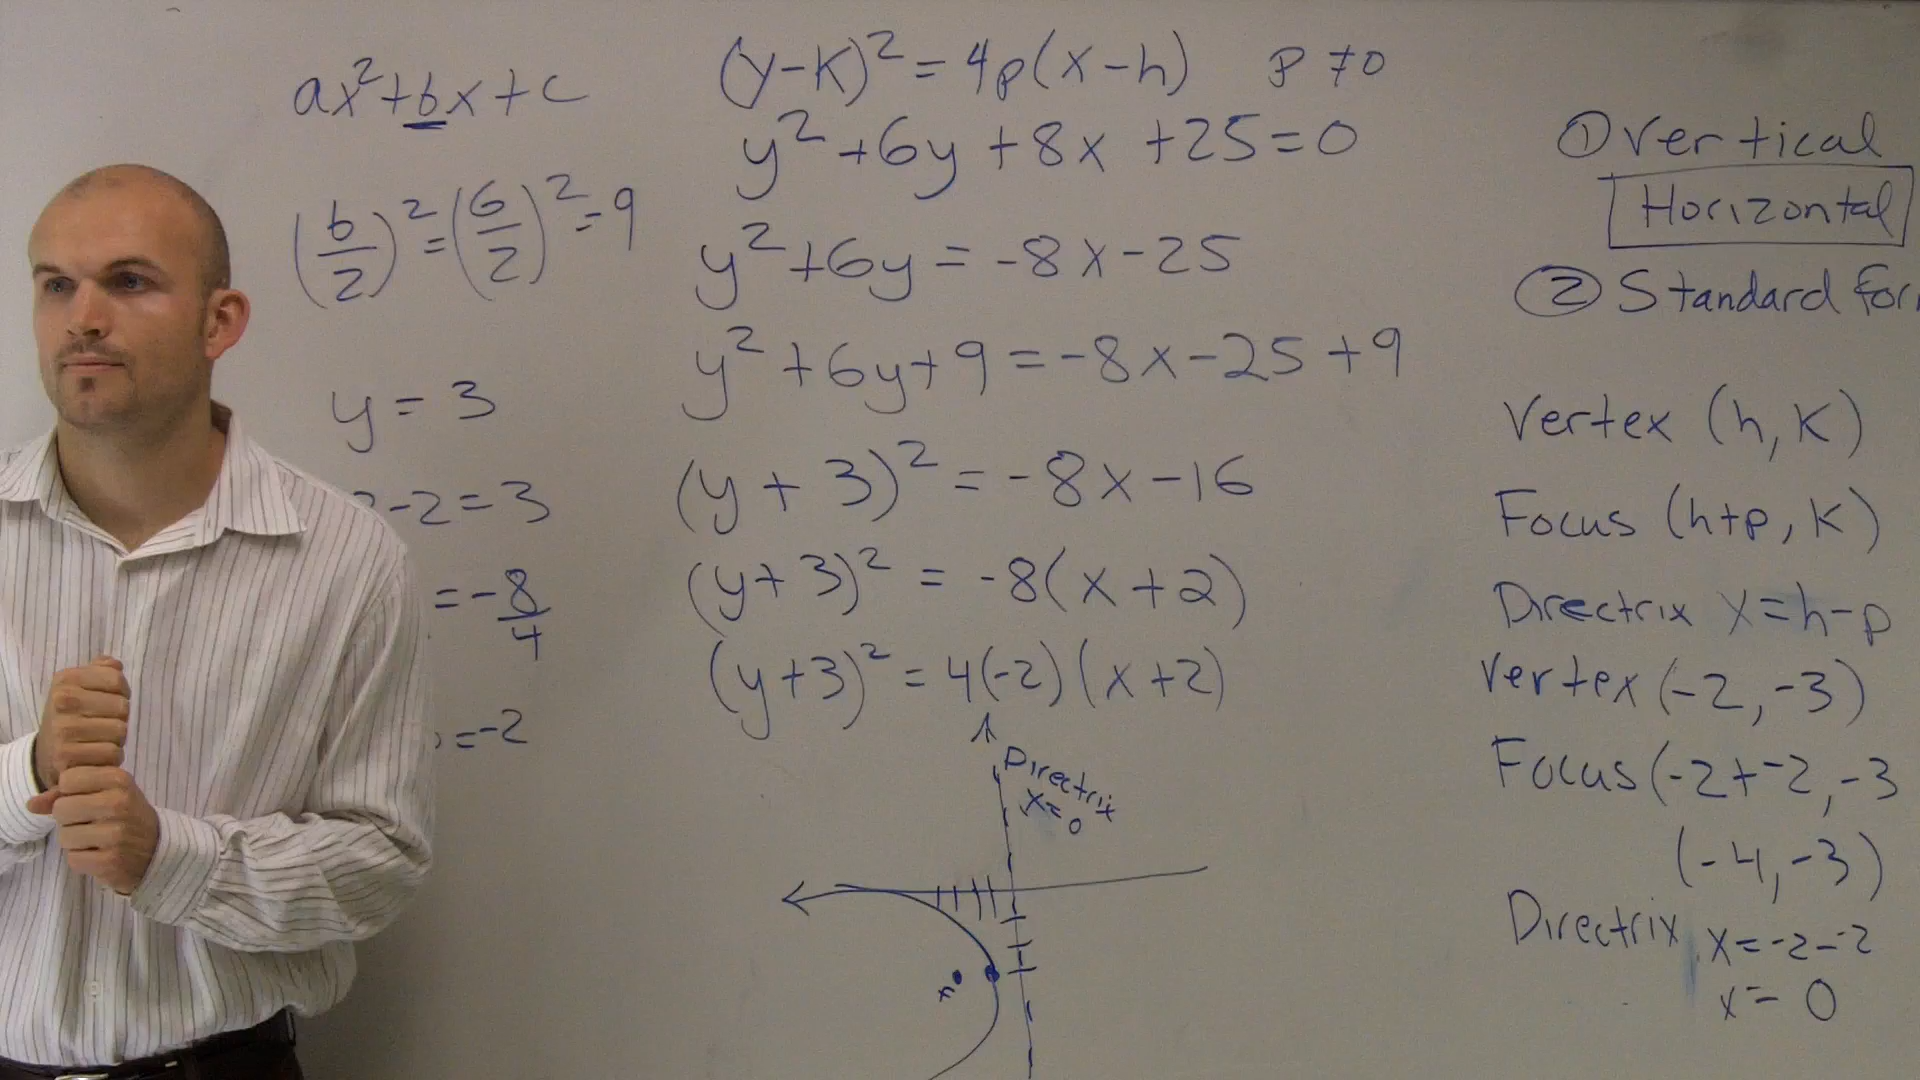 ax²+bx+c
(b/2)²=(6/2)²=9
y=3
-2=3
=-8/4
=-2
(y-k)²=4p(x-h) p≠0
y²+6y+8x+25=0
y²+6y=-8x-25
y²+6y+9=-8x-25+9
(y+3)²=-8x-16
(y+3)²=-8(x+2)
(y+3)²=4(-2)(x+2)
Directrix
x=0
① Vertical
Horizontal
② Standard For
Vertex (h,k)
Focus (h+p,k)
Directrix x=h-p
Vertex (-2,-3)
Focus (-2+-2,-3
(-4,-3)
Directrix x=-2--2
x=0